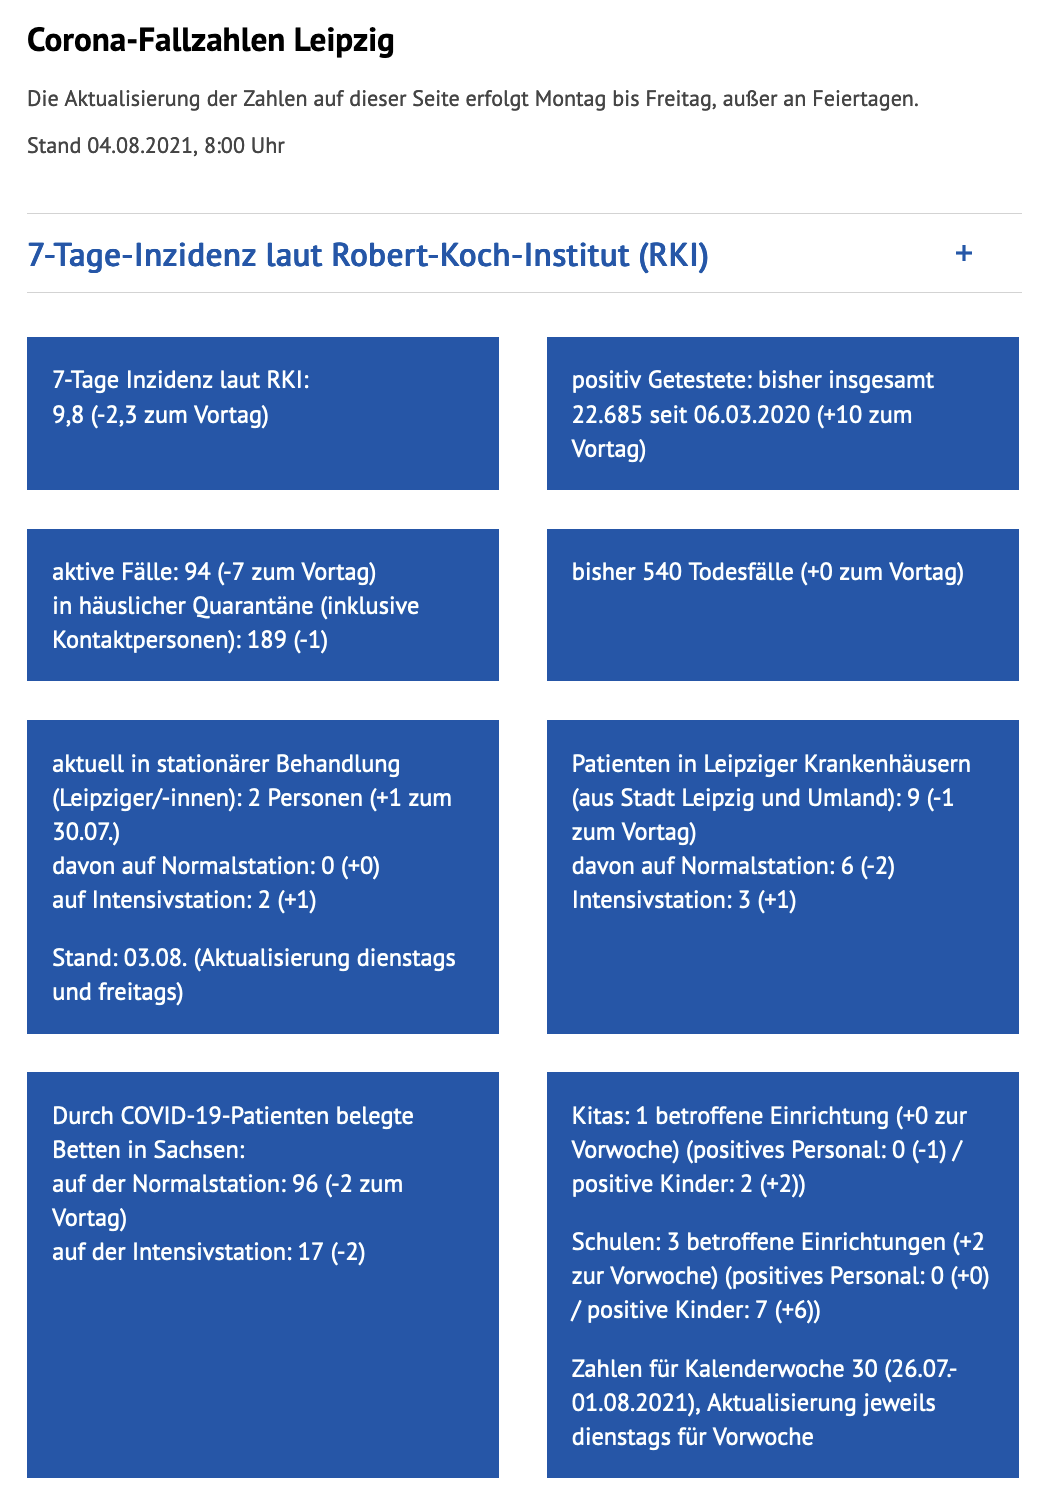 Corona-Fallzahlen Leipzig
Die Aktualisierung der Zahlen auf dieser Seite erfolgt Montag bis Freitag, außer an Feiertagen.
Stand 04.08.2021, 8:00 Uhr
7-Tage-Inzidenz laut Robert-Koch-Institut (RKI) +
7-Tage Inzidenz laut RKI:
9,8 (-2,3 zum Vortag)
positiv Getestete: bisher insgesamt
22.685 seit 06.03.2020 (+10 zum
Vortag)
aktive Fälle: 94 (-7 zum Vortag)
in häuslicher Quarantäne (inklusive
Kontaktpersonen): 189 (-1)
bisher 540 Todesfälle (+0 zum Vortag)
aktuell in stationärer Behandlung
(Leipziger/-innen): 2 Personen (+1 zum
30.07.)
davon auf Normalstation: 0 (+0)
auf Intensivstation: 2 (+1)
Stand: 03.08. (Aktualisierung dienstags
und freitags)
Patienten in Leipziger Krankenhäusern
(aus Stadt Leipzig und Umland): 9 (-1
zum Vortag)
davon auf Normalstation: 6 (-2)
Intensivstation: 3 (+1)
Durch COVID-19-Patienten belegte
Betten in Sachsen:
auf der Normalstation: 96 (-2 zum
Vortag)
auf der Intensivstation: 17 (-2)
Kitas: 1 betroffene Einrichtung (+0 zur
Vorwoche) (positives Personal: 0 (-1) /
positive Kinder: 2 (+2))
Schulen: 3 betroffene Einrichtungen (+2
zur Vorwoche) (positives Personal: 0 (+0)
/ positive Kinder: 7 (+6))
Zahlen für Kalenderwoche 30 (26.07.-
01.08.2021), Aktualisierung jeweils
dienstags für Vorwoche